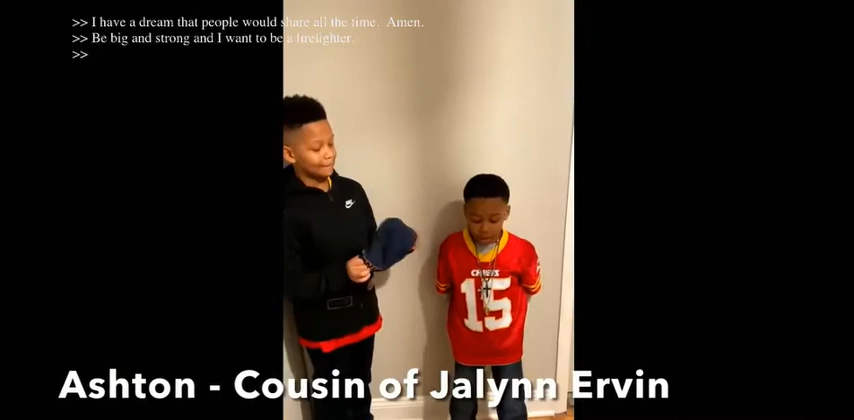 >> I have a dream that people would share all the time. Amen.
>> Be big and strong and I want to be a firefighter.
>>
CHIEFS
15
Ashton - Cousin of Jalynn Ervin